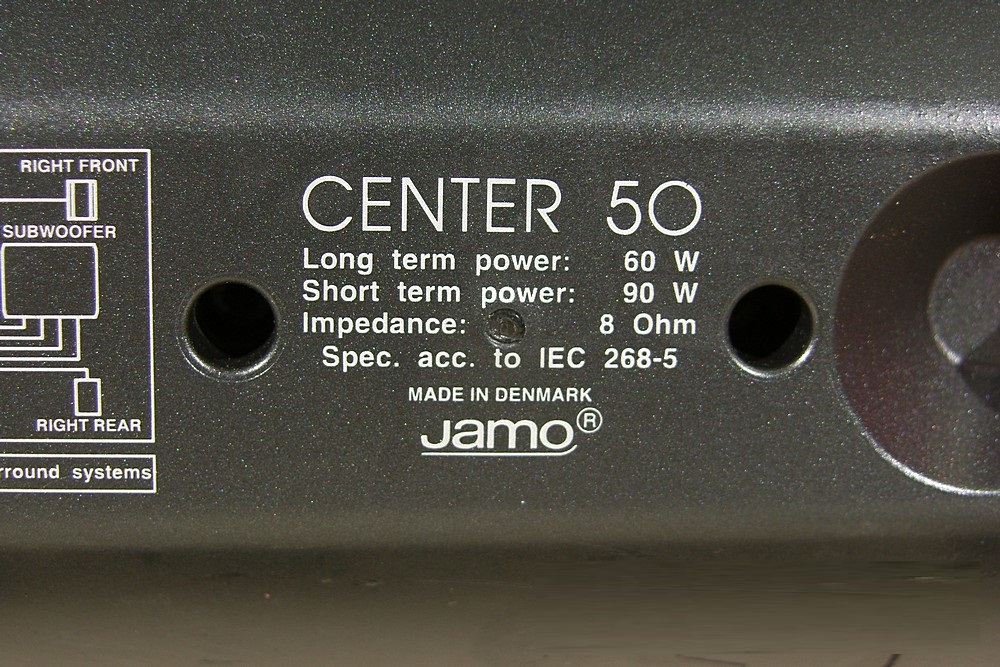 RIGHT FRONT
SUBWOOFER
RIGHT REAR
systems
CENTER 50
Long term power: 60 W
Short term power: 90 W
Impedance: 8 Ohm
Spec. acc. to IEC 268-5
MADE IN DENMARK
Jamo®